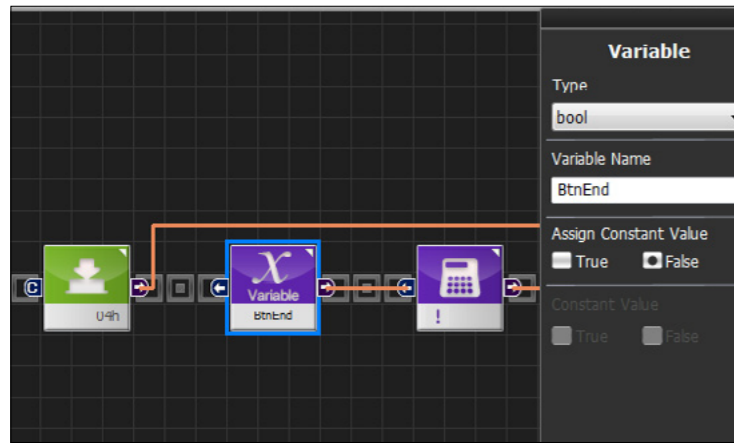 C
04h
Variable
BtnEnd
!
Variable
Type
bool
Variable Name
BtnEnd
Assign Constant Value
True False
Constant Value
True False